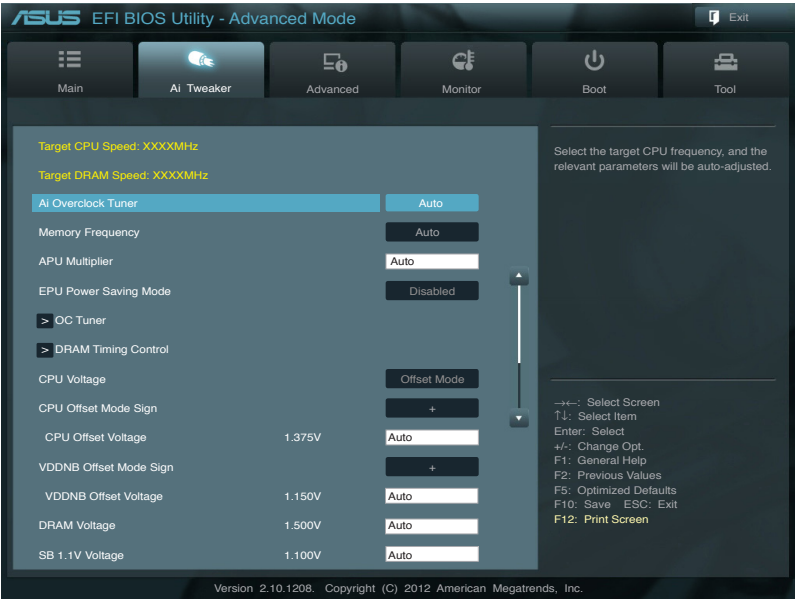 ASUS EFI BIOS Utility - Advanced Mode
Exit
Main
Ai Tweaker
Advanced
Monitor
Boot
Tool
Target CPU Speed: XXXXMHz
Target DRAM Speed: XXXXMHz
Ai Overclock Tuner Auto
Memory Frequency Auto
APU Multiplier Auto
EPU Power Saving Mode Disabled
> OC Tuner
> DRAM Timing Control
CPU Voltage Offset Mode
CPU Offset Mode Sign +
CPU Offset Voltage 1.375V Auto
VDDNB Offset Mode Sign +
VDDNB Offset Voltage 1.150V Auto
DRAM Voltage 1.500V Auto
SB 1.1V Voltage 1.100V Auto
Select the target CPU frequency, and the
relevant parameters will be auto-adjusted.
→←: Select Screen
↑↓: Select Item
Enter: Select
+/-: Change Opt.
F1: General Help
F2: Previous Values
F5: Optimized Defaults
F10: Save ESC: Exit
F12: Print Screen
Version 2.10.1208. Copyright (C) 2012 American Megatrends, Inc.